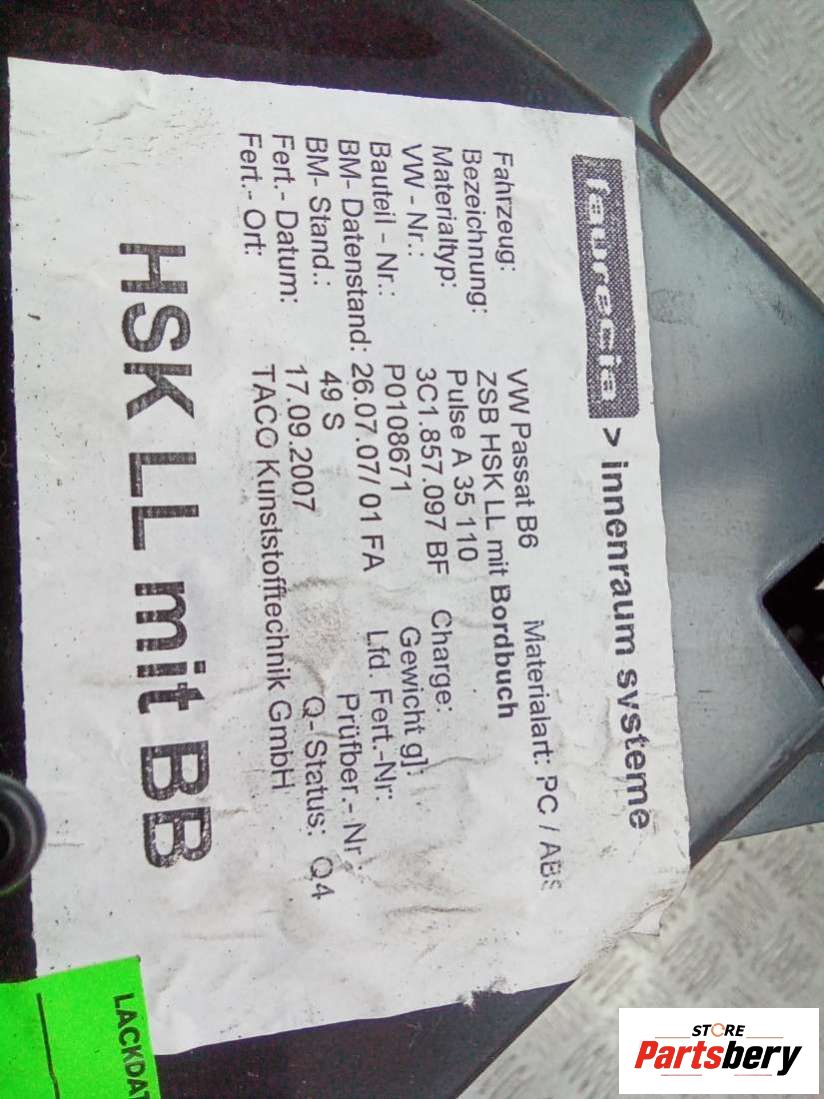 faurecia > innenraum systeme
Fahrzeug: VW Passat B6 Materialart: PC / ABS
Bezeichnung: ZSB HSK LL mit Bordbuch
Materialtyp: Pulse A 35 110 Charge:
VW - Nr.: 3C1.857.097 BF Gewicht g]:
Bauteil - Nr.: P0108671 Lfd. Fert.-Nr:
BM- Datenstand: 26.07.07/ 01 FA Prüfber.- Nr.:
BM- Stand.: 49 S Q- Status: Q4
Fert.- Datum: 17.09.2007
Fert.- Ort: TACO Kunststofftechnik GmbH
HSK LL mit BB
LACKDAT
STORE
Partsbery